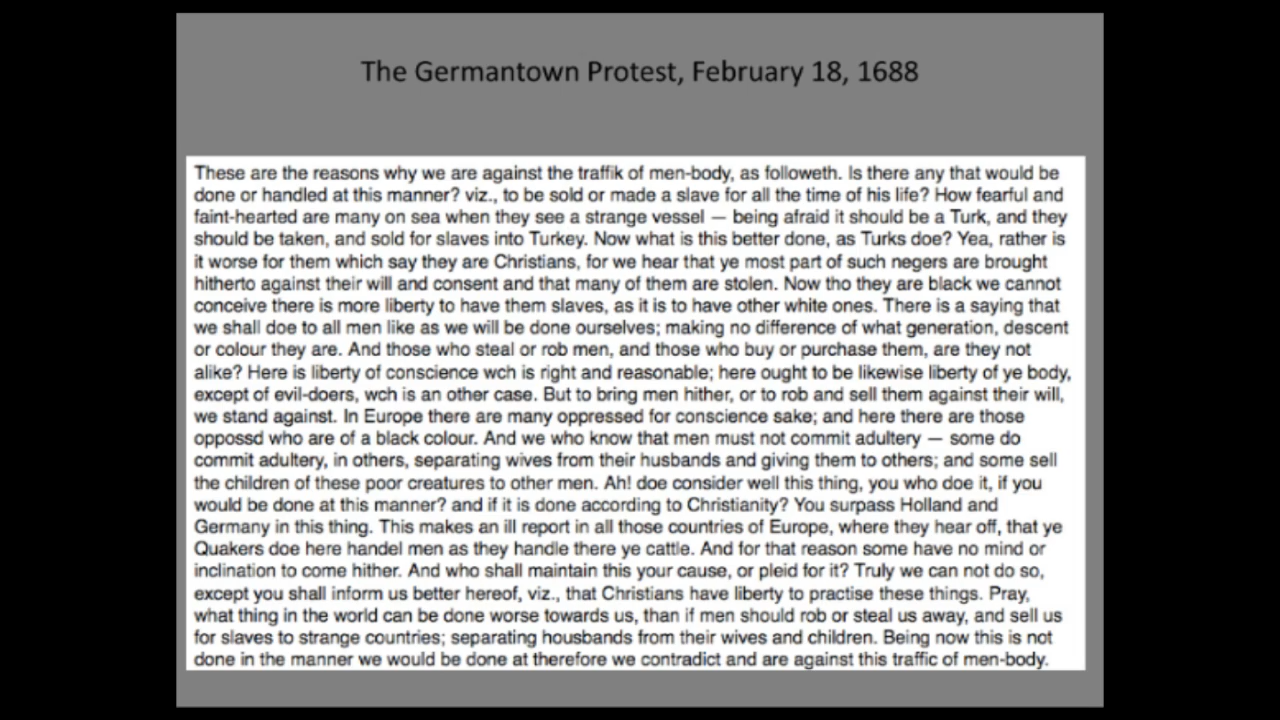 The Germantown Protest, February 18, 1688
These are the reasons why we are against the traffik of men-body, as followeth. Is there any that would be
done or handled at this manner? viz., to be sold or made a slave for all the time of his life? How fearful and
faint-hearted are many on sea when they see a strange vessel — being afraid it should be a Turk, and they
should be taken, and sold for slaves into Turkey. Now what is this better done, as Turks doe? Yea, rather is
it worse for them which say they are Christians, for we hear that ye most part of such negers are brought
hitherto against their will and consent and that many of them are stolen. Now tho they are black we cannot
conceive there is more liberty to have them slaves, as it is to have other white ones. There is a saying that
we shall doe to all men like as we will be done ourselves; making no difference of what generation, descent
or colour they are. And those who steal or rob men, and those who buy or purchase them, are they not
alike? Here is liberty of conscience wch is right and reasonable; here ought to be likewise liberty of ye body,
except of evil-doers, wch is an other case. But to bring men hither, or to rob and sell them against their will,
we stand against. In Europe there are many oppressed for conscience sake; and here there are those
oppossd who are of a black colour. And we who know that men must not commit adultery — some do
commit adultery, in others, separating wives from their husbands and giving them to others; and some sell
the children of these poor creatures to other men. Ah! doe consider well this thing, you who doe it, if you
would be done at this manner? and if it is done according to Christianity? You surpass Holland and
Germany in this thing. This makes an ill report in all those countries of Europe, where they hear off, that ye
Quakers doe here handel men as they handle there ye cattle. And for that reason some have no mind or
inclination to come hither. And who shall maintain this your cause, or pleid for it? Truly we can not do so,
except you shall inform us better hereof, viz., that Christians have liberty to practise these things. Pray,
what thing in the world can be done worse towards us, than if men should rob or steal us away, and sell us
for slaves to strange countries; separating housbands from their wives and children. Being now this is not
done in the manner we would be done at therefore we contradict and are against this traffic of men-body.